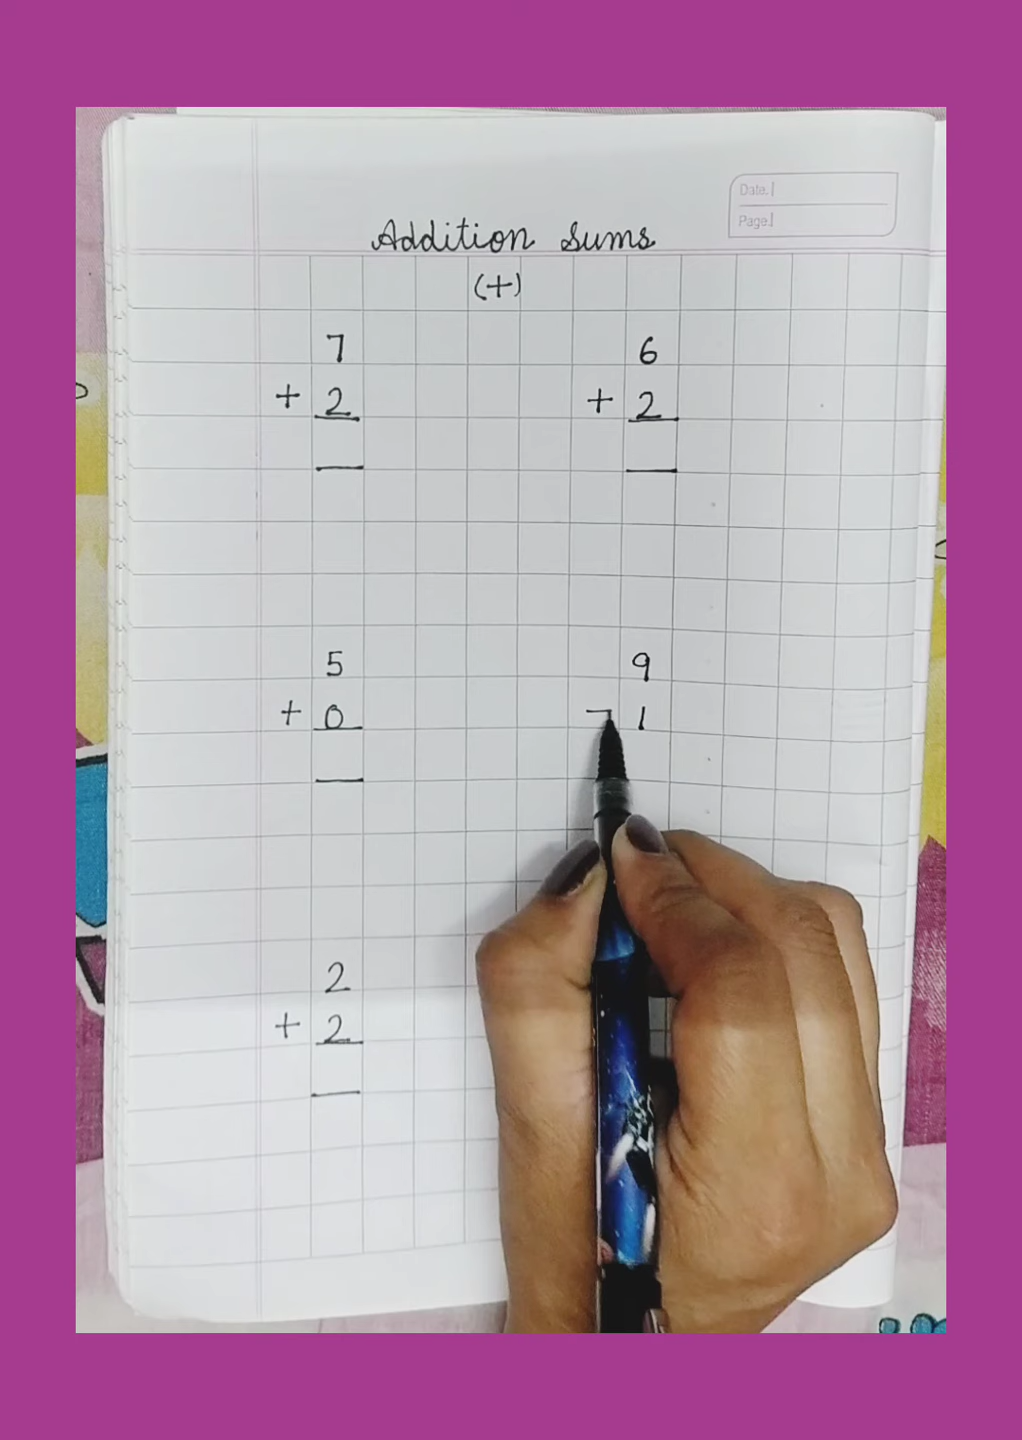 Date.
Page.
Addition Sums
(+)
7 6
+ 2 + 2
5 9
+ 0 1
2
+ 2